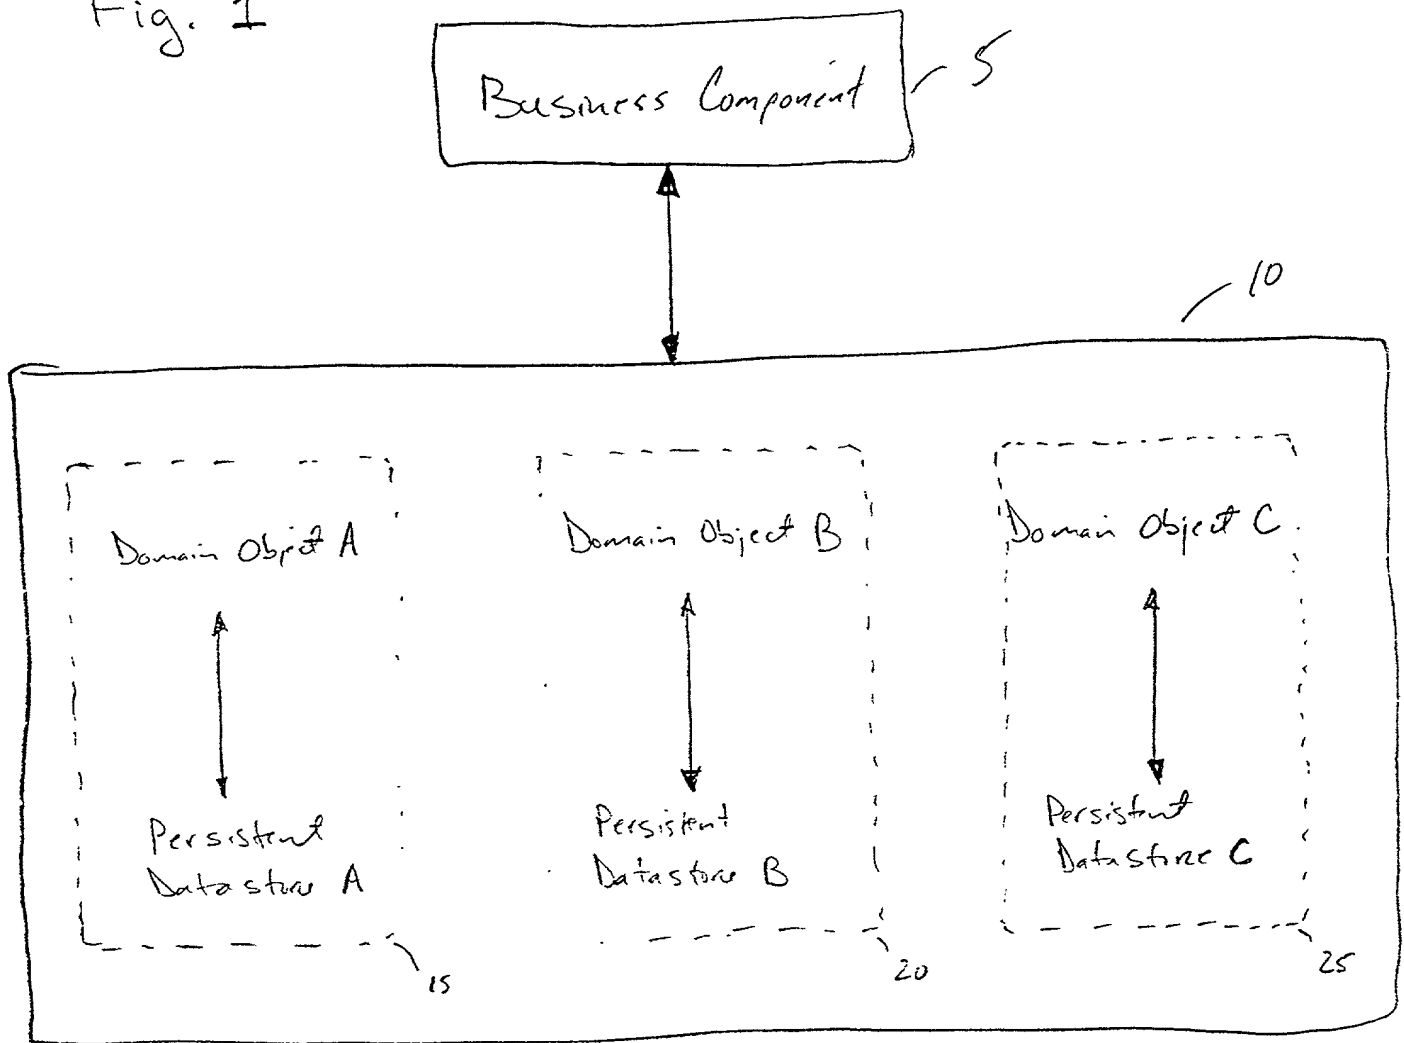 Fig. 1
Business Component
5
10
Domain Object A
Domain Object B
Domain Object C
Persistent
Datastore A
Persistent
Datastore B
Persistent
Datastore C
15
20
25